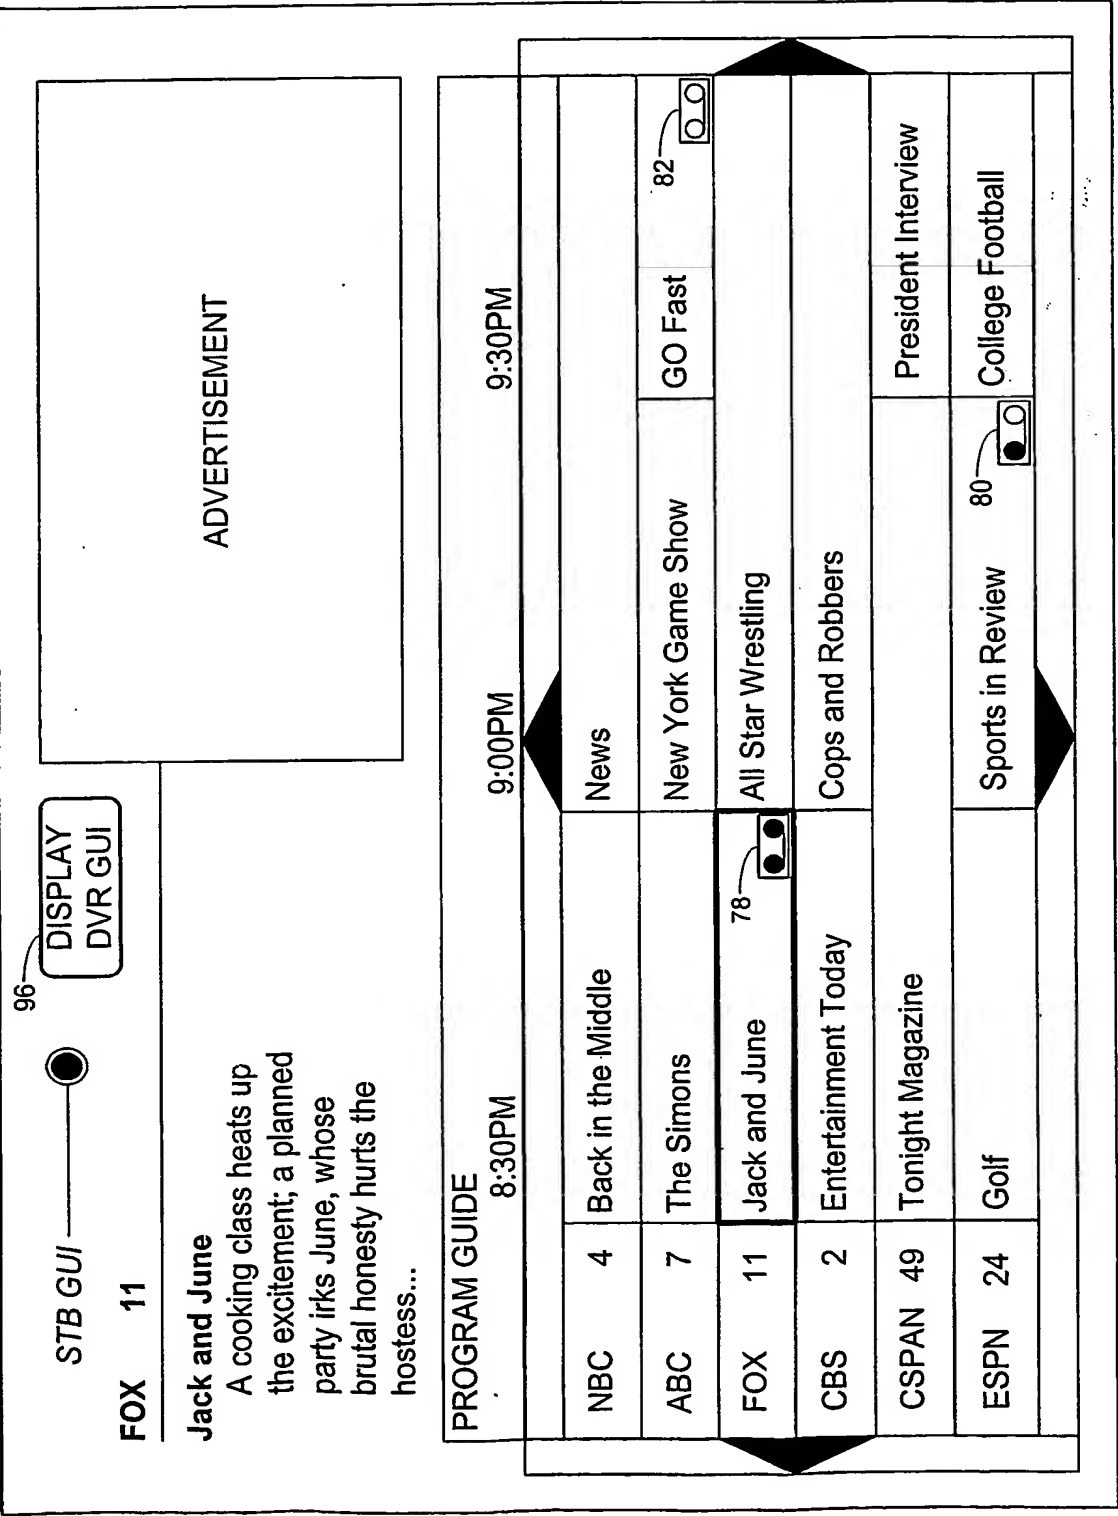 96
STB GUI
DISPLAY
DVR GUI
FOX 11
Jack and June
A cooking class heats up
the excitement; a planned
party irks June, whose
brutal honesty hurts the
hostess...
ADVERTISEMENT
PROGRAM GUIDE
8:30PM 9:00PM 9:30PM
NBC 4 Back in the Middle News
ABC 7 The Simons New York Game Show GO Fast 82
FOX 11 Jack and June 78 All Star Wrestling
CBS 2 Entertainment Today Cops and Robbers
CSPAN 49 Tonight Magazine President Interview
ESPN 24 Golf Sports in Review 80 College Football